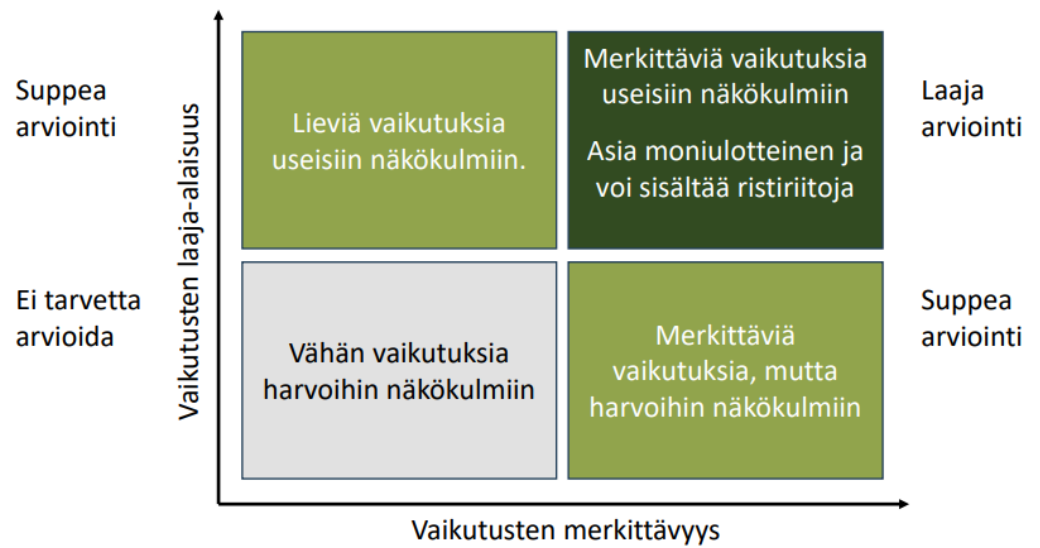 Suppea
arviointi
Lieviä vaikutuksia
useisiin näkökulmiin.
Merkittäviä vaikutuksia
useisiin näkökulmiin
Asia moniulotteinen ja
voi sisältää ristiriitoja
Laaja
arviointi
Vaikutusten laaja-alaisuus
Ei tarvetta
arvioida
Vähän vaikutuksia
harvoihin näkökulmiin
Merkittäviä
vaikutuksia, mutta
harvoihin näkökulmiin
Suppea
arviointi
Vaikutusten merkittävyys